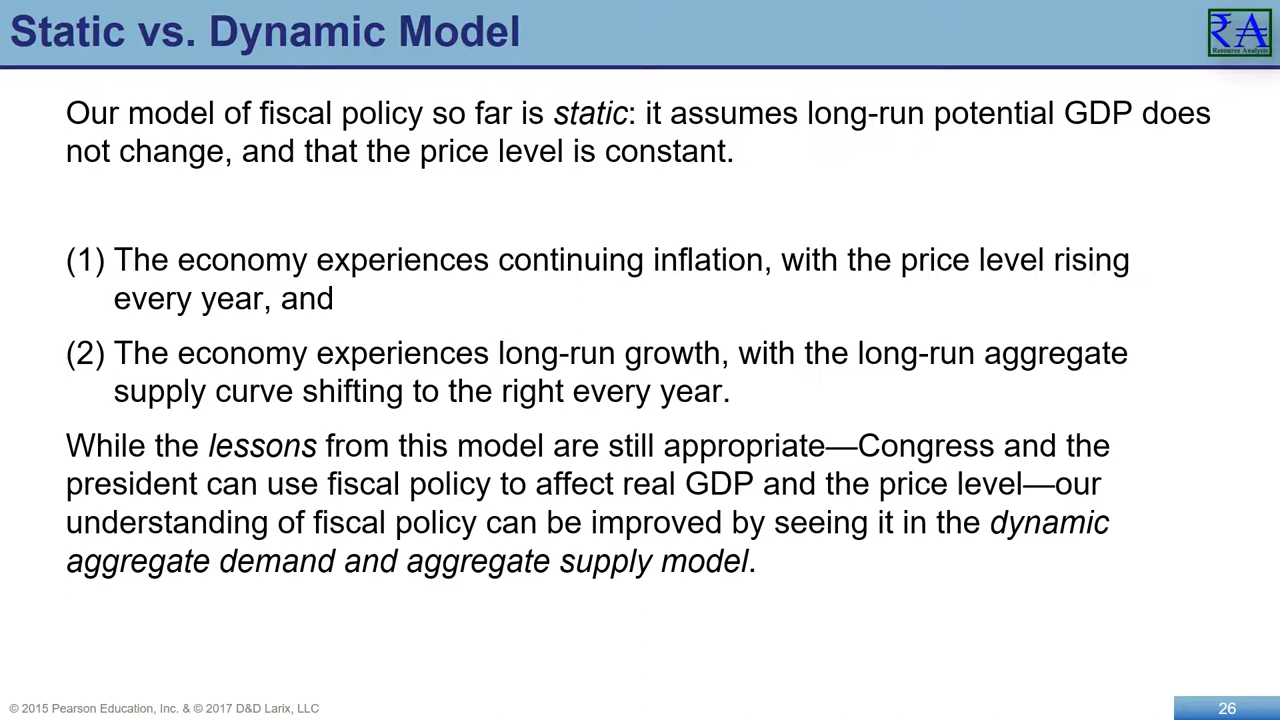 Static vs. Dynamic Model
₹A
Resource Analysis
Our model of fiscal policy so far is static: it assumes long-run potential GDP does
not change, and that the price level is constant.
(1) The economy experiences continuing inflation, with the price level rising
every year, and
(2) The economy experiences long-run growth, with the long-run aggregate
supply curve shifting to the right every year.
While the lessons from this model are still appropriate—Congress and the
president can use fiscal policy to affect real GDP and the price level—our
understanding of fiscal policy can be improved by seeing it in the dynamic
aggregate demand and aggregate supply model.
© 2015 Pearson Education, Inc. & © 2017 D&D Larix, LLC
26